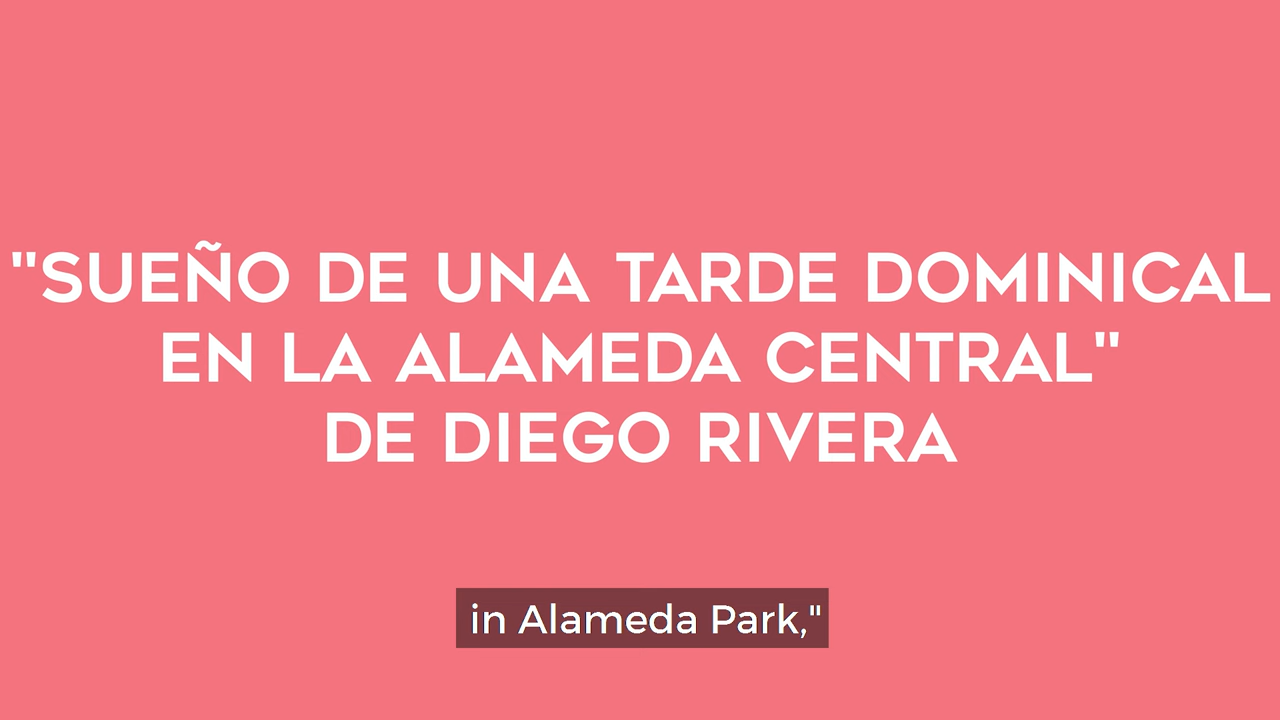 "SUEÑO DE UNA TARDE DOMINICAL
EN LA ALAMEDA CENTRAL"
DE DIEGO RIVERA
in Alameda Park,"